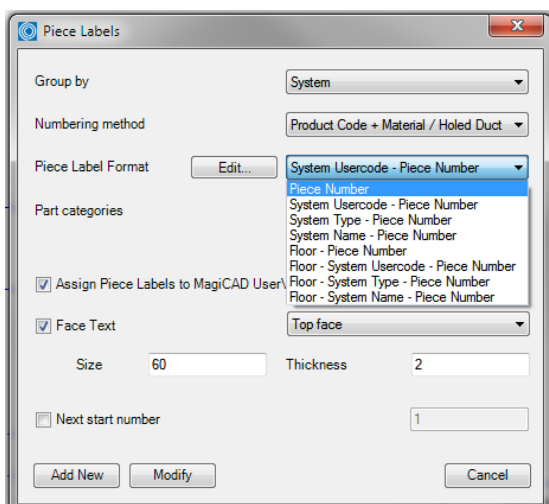 Piece Labels
Group by
System
Numbering method
Product Code + Material / Holed Duct
Piece Label Format
Edit...
System Usercode - Piece Number
Piece Number
System Usercode - Piece Number
System Type - Piece Number
System Name - Piece Number
Floor - Piece Number
Floor - System Usercode - Piece Number
Floor - System Type - Piece Number
Floor - System Name - Piece Number
Part categories
Assign Piece Labels to MagiCAD User
Face Text
Top face
Size
60
Thickness
2
Next start number
1
Add New
Modify
Cancel